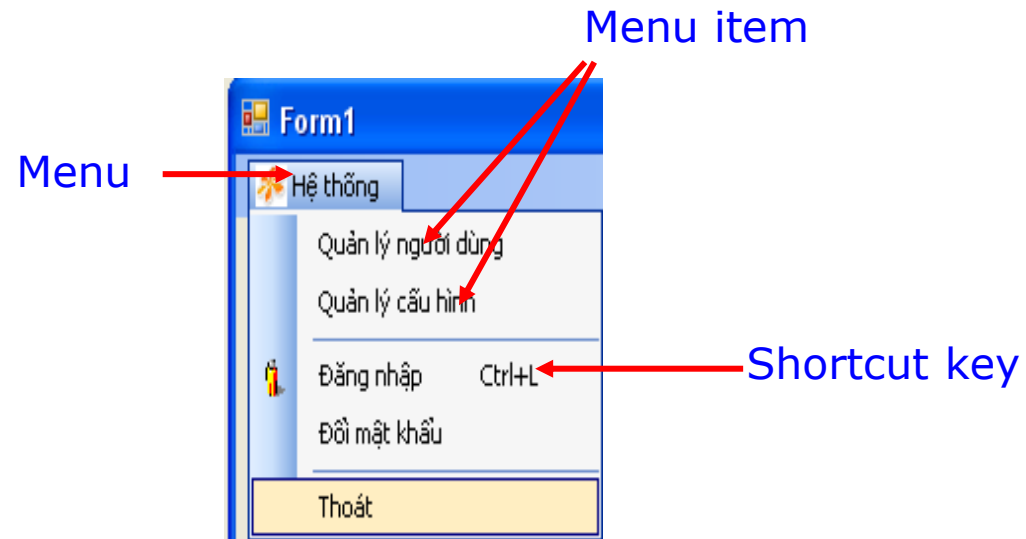 Menu item
Form1
Menu
Hệ thống
Quản lý người dùng
Quản lý cấu hình
Đăng nhập Ctrl+L
Shortcut key
Đổi mật khẩu
Thoát